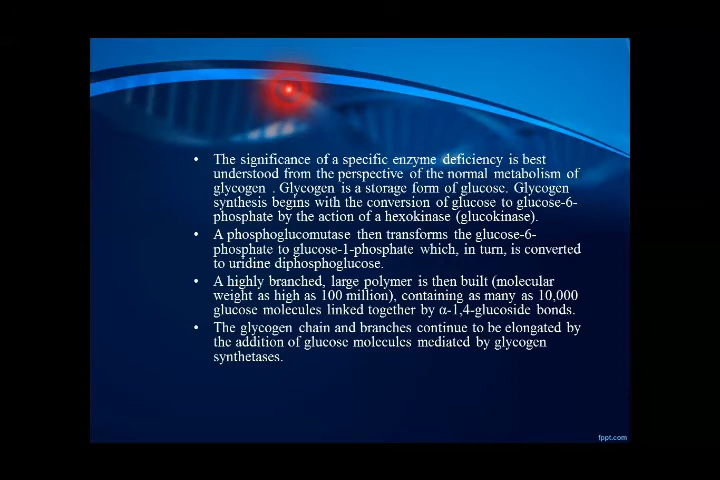 • The significance of a specific enzyme deficiency is best
understood from the perspective of the normal metabolism of
glycogen . Glycogen is a storage form of glucose. Glycogen
synthesis begins with the conversion of glucose to glucose-6-
phosphate by the action of a hexokinase (glucokinase).
• A phosphoglucomutase then transforms the glucose-6-
phosphate to glucose-1-phosphate which, in turn, is converted
to uridine diphosphoglucose.
• A highly branched, large polymer is then built (molecular
weight as high as 100 million), containing as many as 10,000
glucose molecules linked together by α-1,4-glucoside bonds.
• The glycogen chain and branches continue to be elongated by
the addition of glucose molecules mediated by glycogen
synthetases.
fppt.com